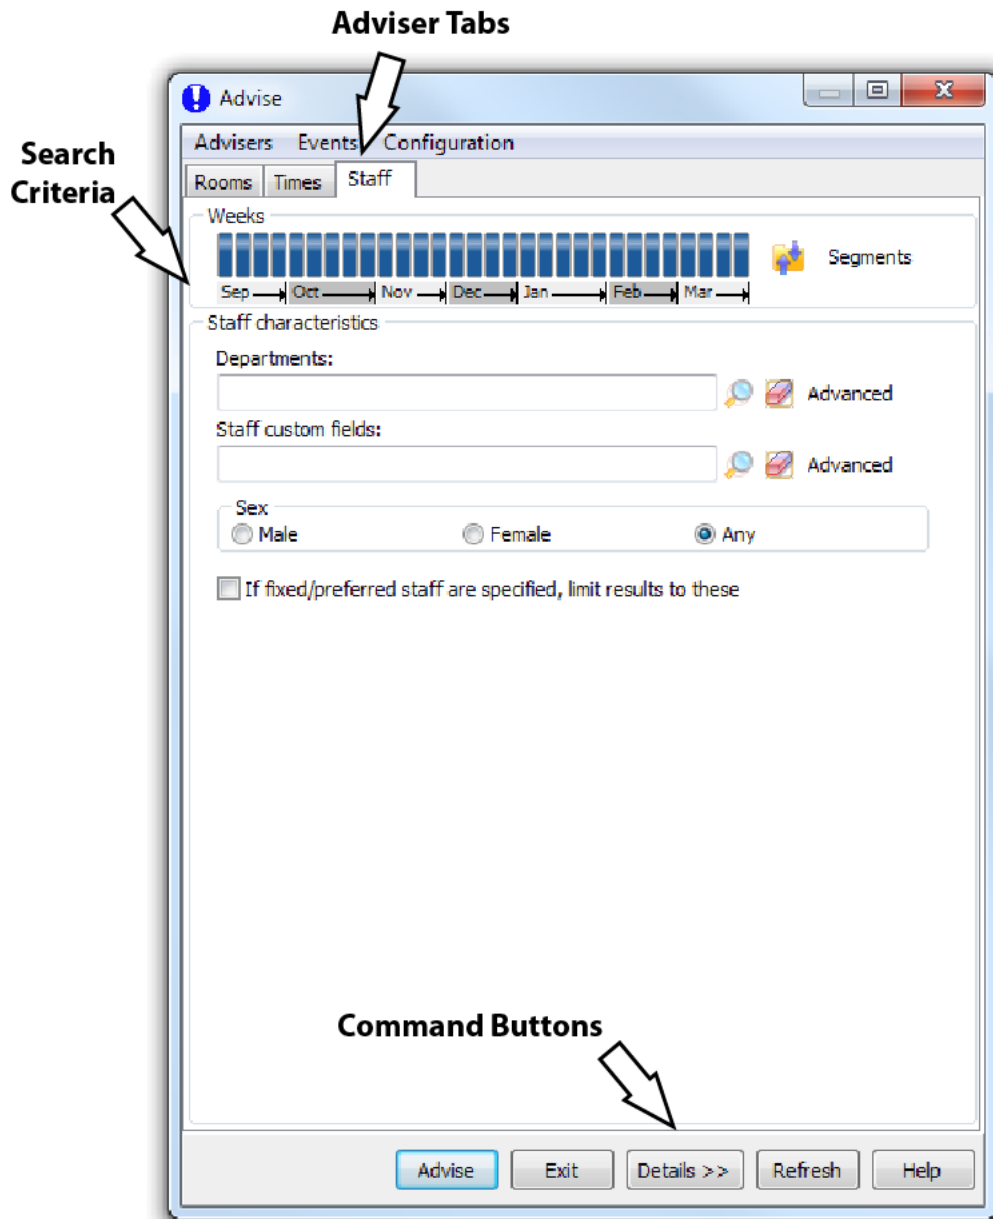 Adviser Tabs
Advise
Advisers Events Configuration
Search
Criteria
Rooms Times Staff
Weeks
Segments
Sep Oct Nov Dec Jan Feb Mar
Staff characteristics
Departments:
Advanced
Staff custom fields:
Advanced
Sex
Male Female Any
If fixed/preferred staff are specified, limit results to these
Command Buttons
Advise Exit Details >> Refresh Help